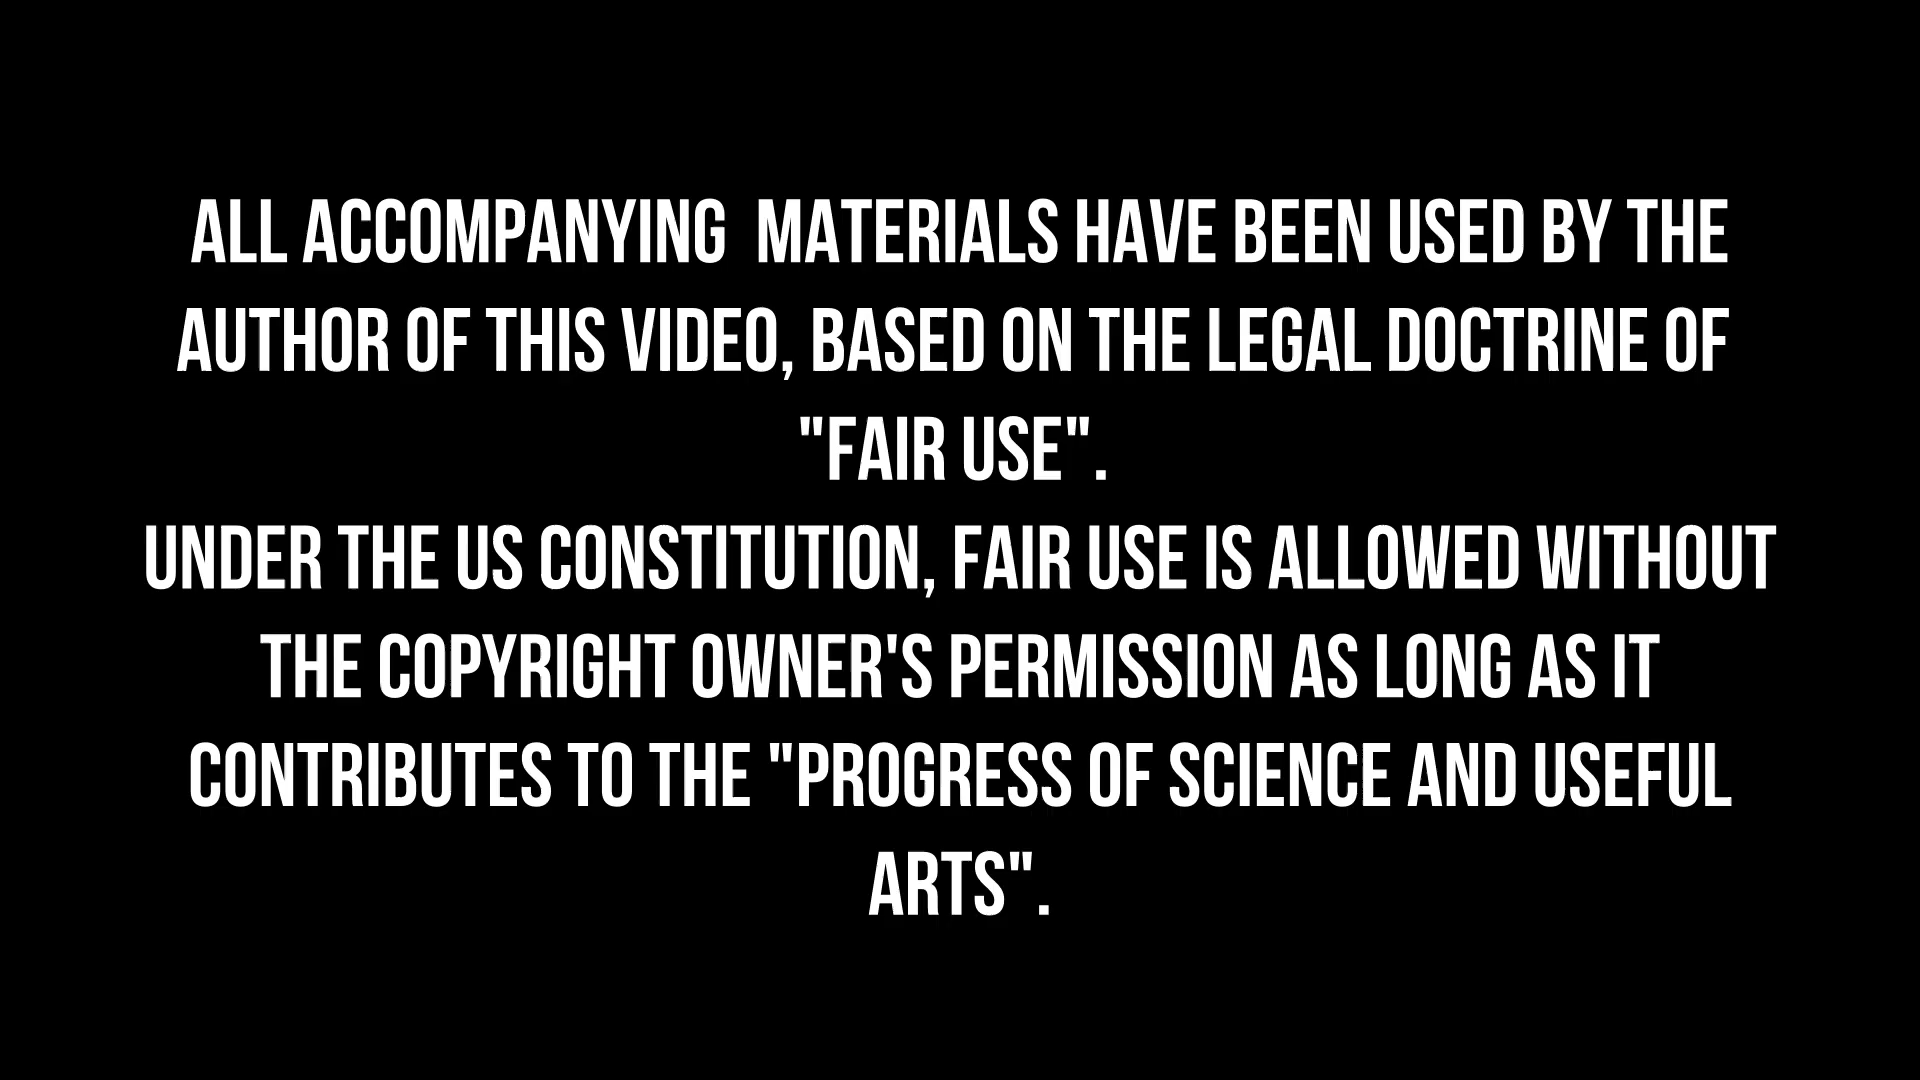 ALL ACCOMPANYING  MATERIALS HAVE BEEN USED BY THE
AUTHOR OF THIS VIDEO, BASED ON THE LEGAL DOCTRINE OF
"FAIR USE".
UNDER THE US CONSTITUTION, FAIR USE IS ALLOWED WITHOUT
THE COPYRIGHT OWNER'S PERMISSION AS LONG AS IT
CONTRIBUTES TO THE "PROGRESS OF SCIENCE AND USEFUL
ARTS".